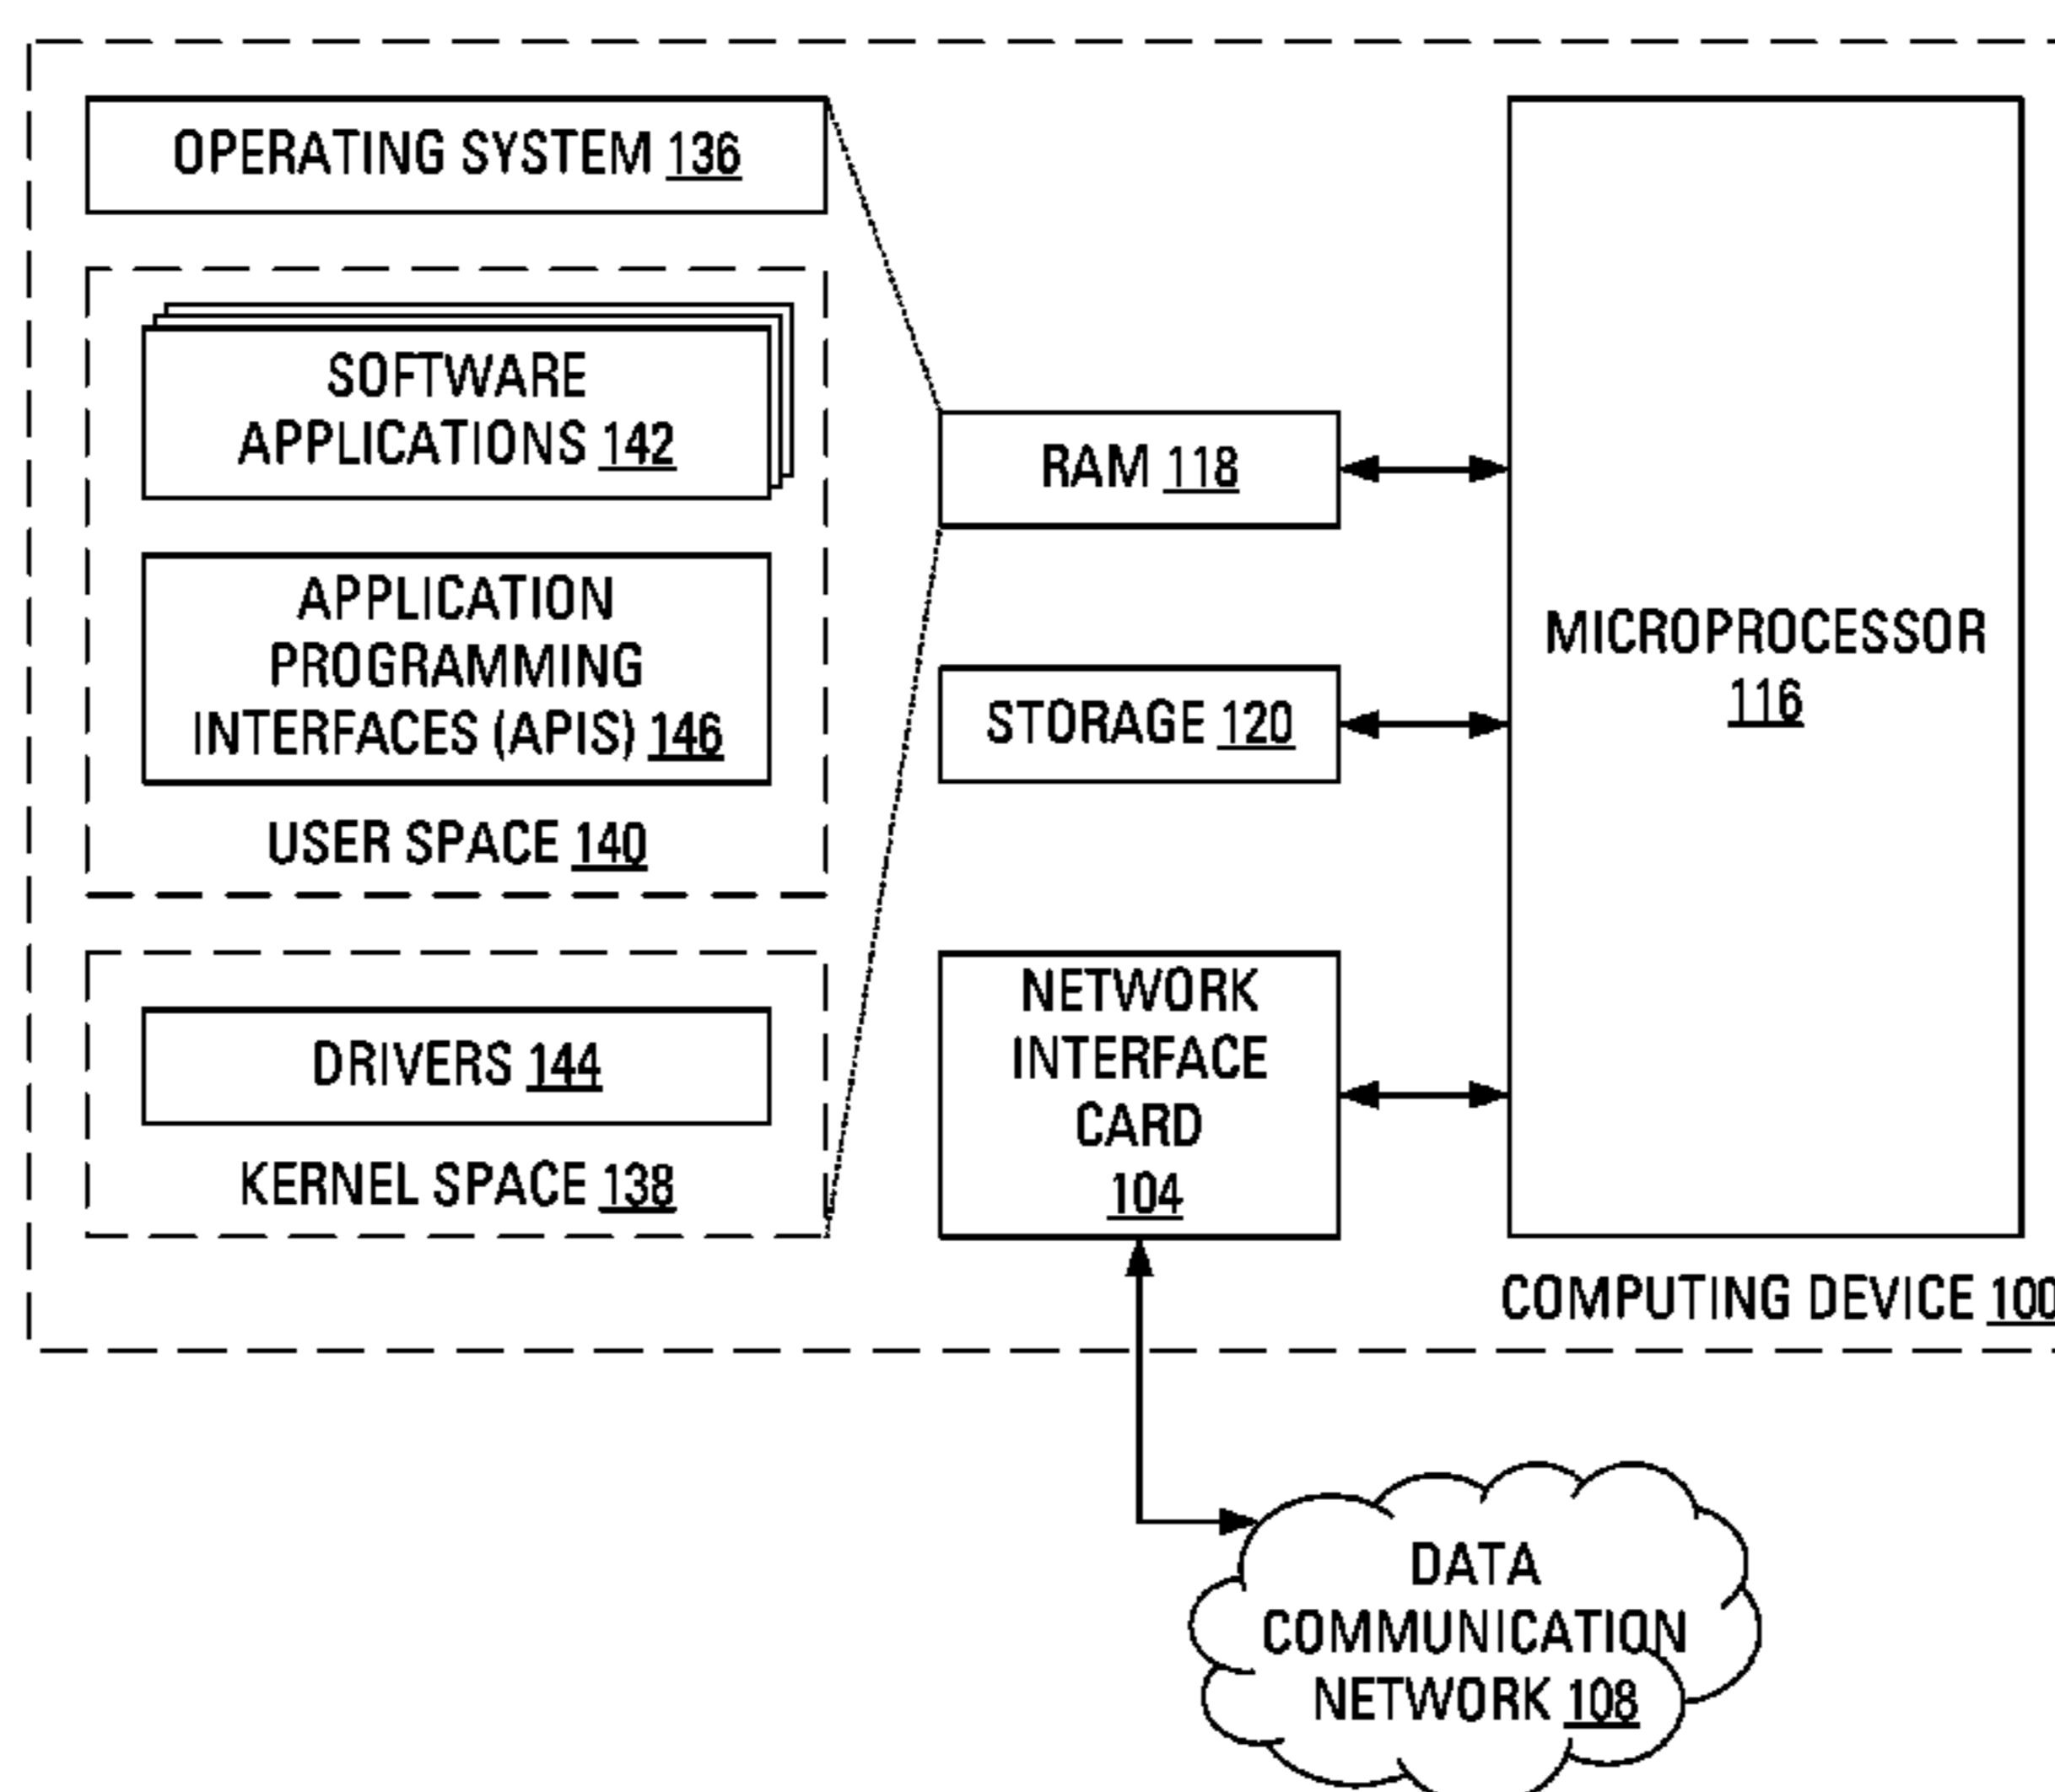 OPERATING SYSTEM 136
SOFTWARE
APPLICATIONS 142
APPLICATION
PROGRAMMING
INTERFACES (APIS) 146
USER SPACE 140
DRIVERS 144
KERNEL SPACE 138
RAM 118
STORAGE 120
NETWORK
INTERFACE
CARD
104
MICROPROCESSOR
116
COMPUTING DEVICE 100
DATA
COMMUNICATION
NETWORK 108